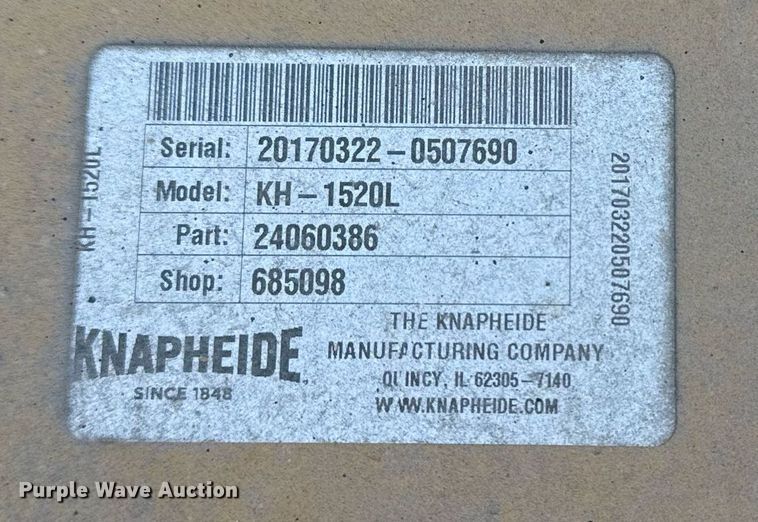 Serial: 20170322-0507690
Model: KH-1520L
Part: 24060386
Shop: 685098
KH-1520L
201703220507690
KNAPHEIDE
SINCE 1848
THE KNAPHEIDE
MANUFACTURING COMPANY
QUINCY, IL 62305-7140
WWW.KNAPHEIDE.COM
Purple Wave Auction